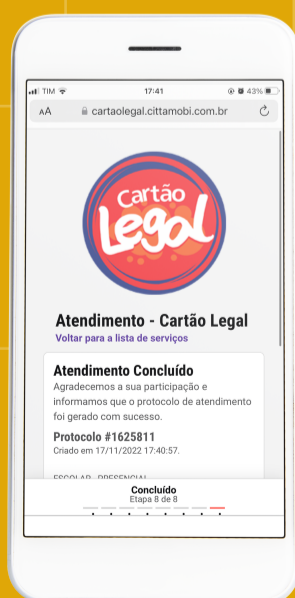 TIM 17:41 43%
AA cartaolegal.cittamobi.com.br
Cartão
Legal
Atendimento - Cartão Legal
Voltar para a lista de serviços
Atendimento Concluído
Agradecemos a sua participação e
informamos que o protocolo de atendimento
foi gerado com sucesso.
Protocolo #1625811
Criado em 17/11/2022 17:40:57.
ESCOLAR - PRESENCIAL
Concluído
Etapa 8 de 8